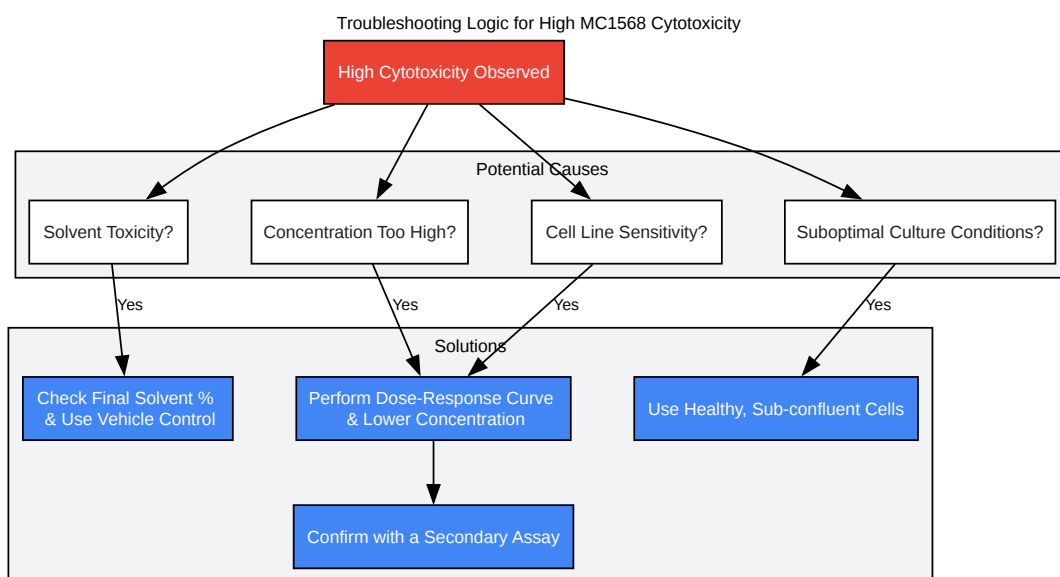 Troubleshooting Logic for High MC1568 Cytotoxicity
High Cytotoxicity Observed
Potential Causes
Solvent Toxicity?
Concentration Too High?
Cell Line Sensitivity?
Suboptimal Culture Conditions?
Yes
Yes
Yes
Yes
Solutions
Check Final Solvent %
& Use Vehicle Control
Perform Dose-Response Curve
& Lower Concentration
Use Healthy, Sub-confluent Cells
Confirm with a Secondary Assay